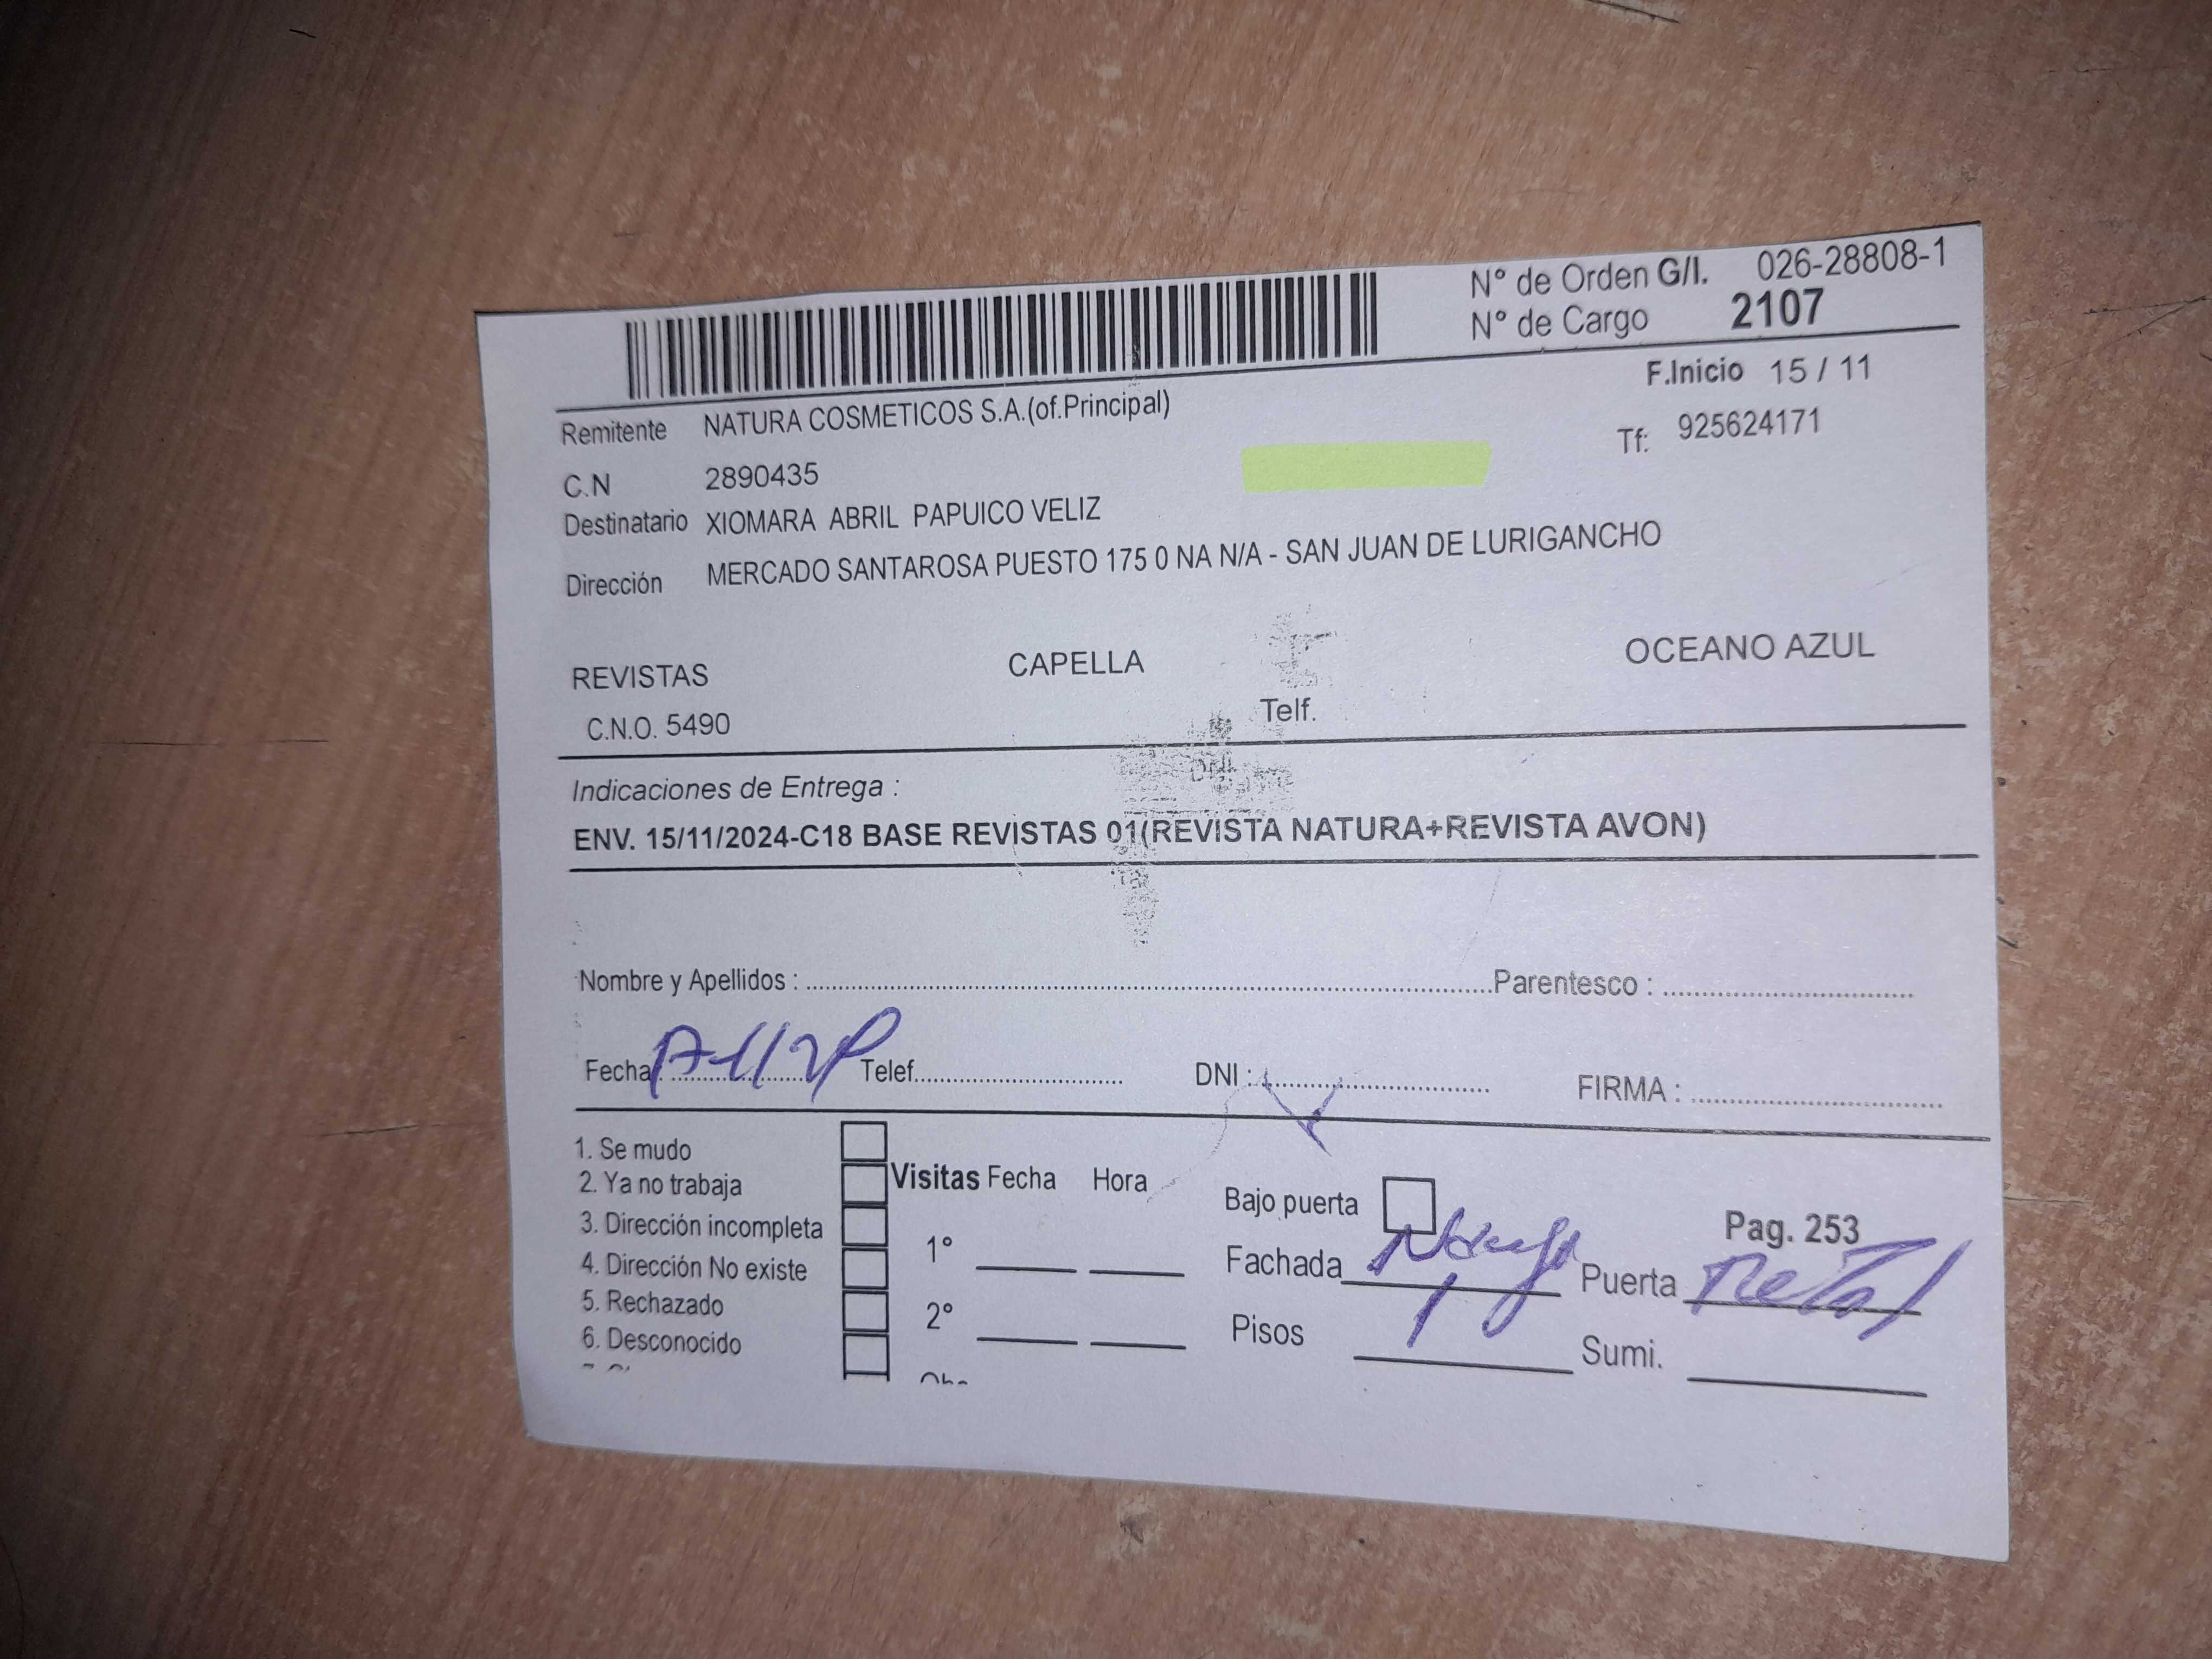 N° de Orden G/I. 026-28808-1
N° de Cargo 2107
F.Inicio 15 / 11
Remitente NATURA COSMETICOS S.A.(of.Principal)
Tf: 925624171
C.N 2890435
Destinatario XIOMARA ABRIL PAPUICO VELIZ
Dirección MERCADO SANTAROSA PUESTO 175 0 NA N/A - SAN JUAN DE LURIGANCHO
REVISTAS CAPELLA OCEANO AZUL
C.N.O. 5490 Telf.
Indicaciones de Entrega :
ENV. 15/11/2024-C18 BASE REVISTAS 01(REVISTA NATURA+REVISTA AVON)
Nombre y Apellidos : Parentesco :
Fecha Telef. DNI : FIRMA :
1. Se mudo
2. Ya no trabaja
3. Dirección incompleta
4. Dirección No existe
5. Rechazado
6. Desconocido
Visitas Fecha Hora
1°
2°
Bajo puerta Pag. 253
Fachada Puerta Metal
Pisos 1 Sumi.